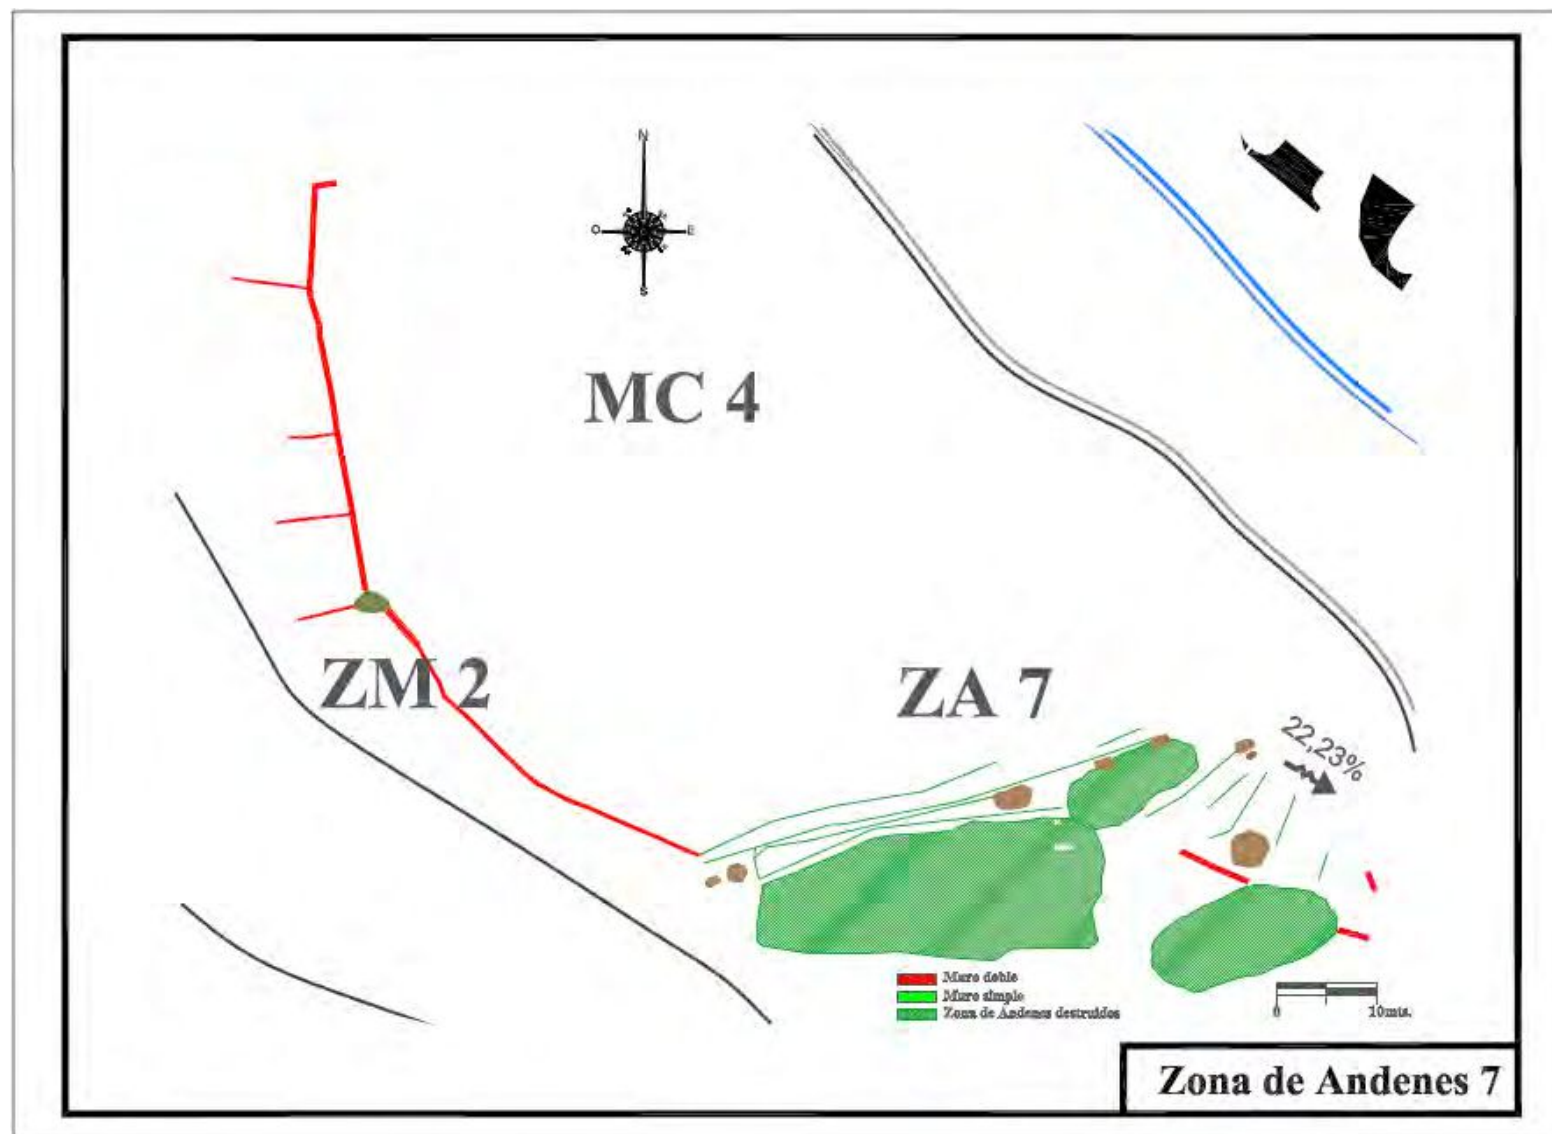 N
O E
S
MC 4
ZM 2
ZA 7
22,23%
Muro doble
Muro simple
Zona de Andenes destruidos
0 10mts.
Zona de Andenes 7